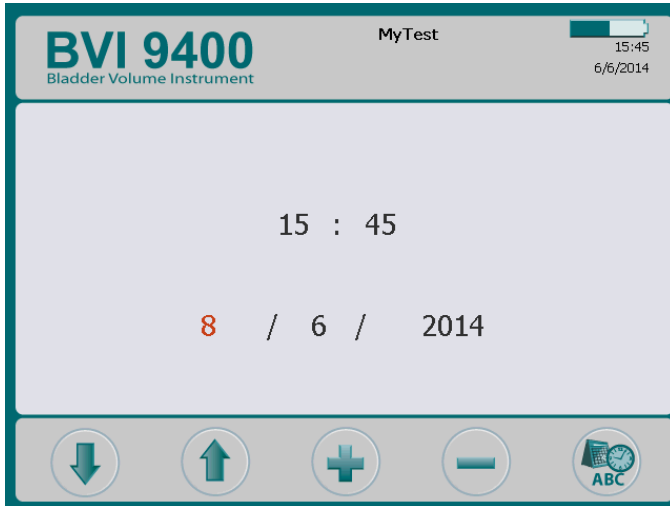 BVI 9400
Bladder Volume Instrument
MyTest
15:45
6/6/2014
15 : 45
8 / 6 / 2014
ABC